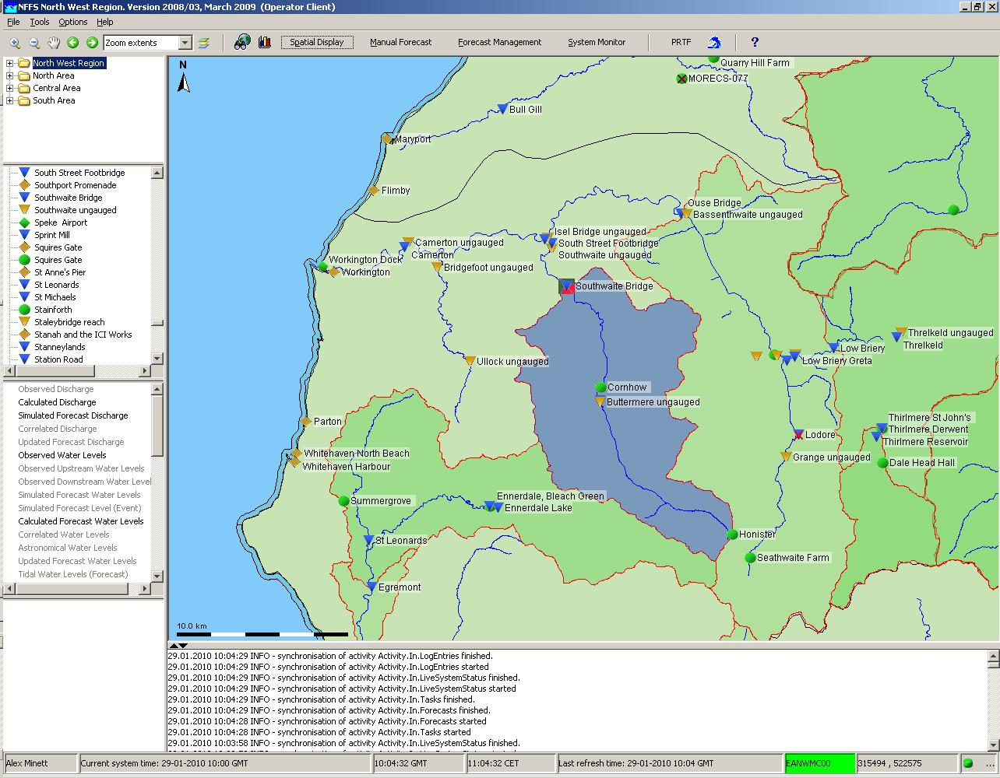 NFFS North West Region. Version 2008/03, March 2009 (Operator Client)
File Tools Options Help
Zoom extents Spatial Display Manual Forecast Forecast Management System Monitor PRTF ?
North West Region
North Area
Central Area
South Area
South Street Footbridge
Southport Promenade
Southwaite Bridge
Southwaite ungauged
Speke Airport
Sprint Mill
Squires Gate
Squires Gate
St Anne's Pier
St Leonards
St Michaels
Stainforth
Staleybridge reach
Stanah and the ICI Works
Stanneylands
Station Road
Observed Discharge
Calculated Discharge
Simulated Forecast Discharge
Correlated Discharge
Updated Forecast Discharge
Observed Water Levels
Observed Upstream Water Levels
Observed Downstream Water Level
Simulated Forecast Water Levels
Simulated Forecast Level (Event)
Calculated Forecast Water Levels
Correlated Water Levels
Astronomical Water Levels
Updated Forecast Water Levels
Tidal Water Levels (Forecast)
N
Quarry Hill Farm
MORECS-077
Bull Gill
Maryport
Flimby
Ouse Bridge
Bassenthwaite ungauged
Isel Bridge ungauged
Camerton ungauged
South Street Footbridge
Camerton
Southwaite ungauged
Workington Dock
Bridgefoot ungauged
Workington
Southwaite Bridge
Threlkeld ungauged
Threlkeld
Low Briery
Ullock ungauged
Low Briery Greta
Cornhow
Buttermere ungauged
Parton
Thirlmere St John's
Thirlmere Derwent
Lodore
Thirlmere Reservoir
Whitehaven North Beach
Grange ungauged
Dale Head Hall
Whitehaven Harbour
Ennerdale, Bleach Green
Summergrove
Ennerdale Lake
Honister
St Leonards
Seathwaite Farm
Egremont
10.0 km
29.01.2010 10:04:29 INFO - synchronisation of activity Activity.In.LogEntries finished.
29.01.2010 10:04:29 INFO - synchronisation of activity Activity.In.LogEntries started
29.01.2010 10:04:29 INFO - synchronisation of activity Activity.In.LiveSystemStatus finished.
29.01.2010 10:04:29 INFO - synchronisation of activity Activity.In.LiveSystemStatus started
29.01.2010 10:04:29 INFO - synchronisation of activity Activity.In.Tasks finished.
29.01.2010 10:04:29 INFO - synchronisation of activity Activity.In.Forecasts finished.
29.01.2010 10:04:28 INFO - synchronisation of activity Activity.In.Forecasts started
29.01.2010 10:04:28 INFO - synchronisation of activity Activity.In.Tasks started
29.01.2010 10:03:58 INFO - synchronisation of activity Activity.In.LiveSystemStatus finished.
Alex Minett Current system time: 29-01-2010 10:00 GMT 10:04:32 GMT 11:04:32 CET Last refresh time: 29-01-2010 10:04 GMT EANWMC00 315494 , 522575 ...